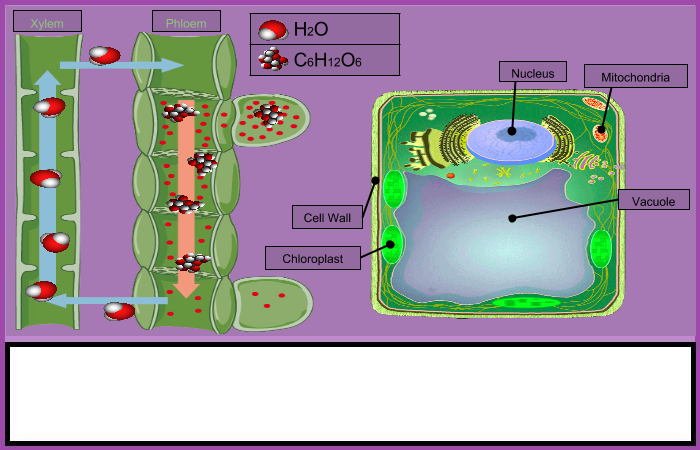 Xylem
Phloem
H₂O
C₆H₁₂O₆
Nucleus
Mitochondria
Cell Wall
Vacuole
Chloroplast